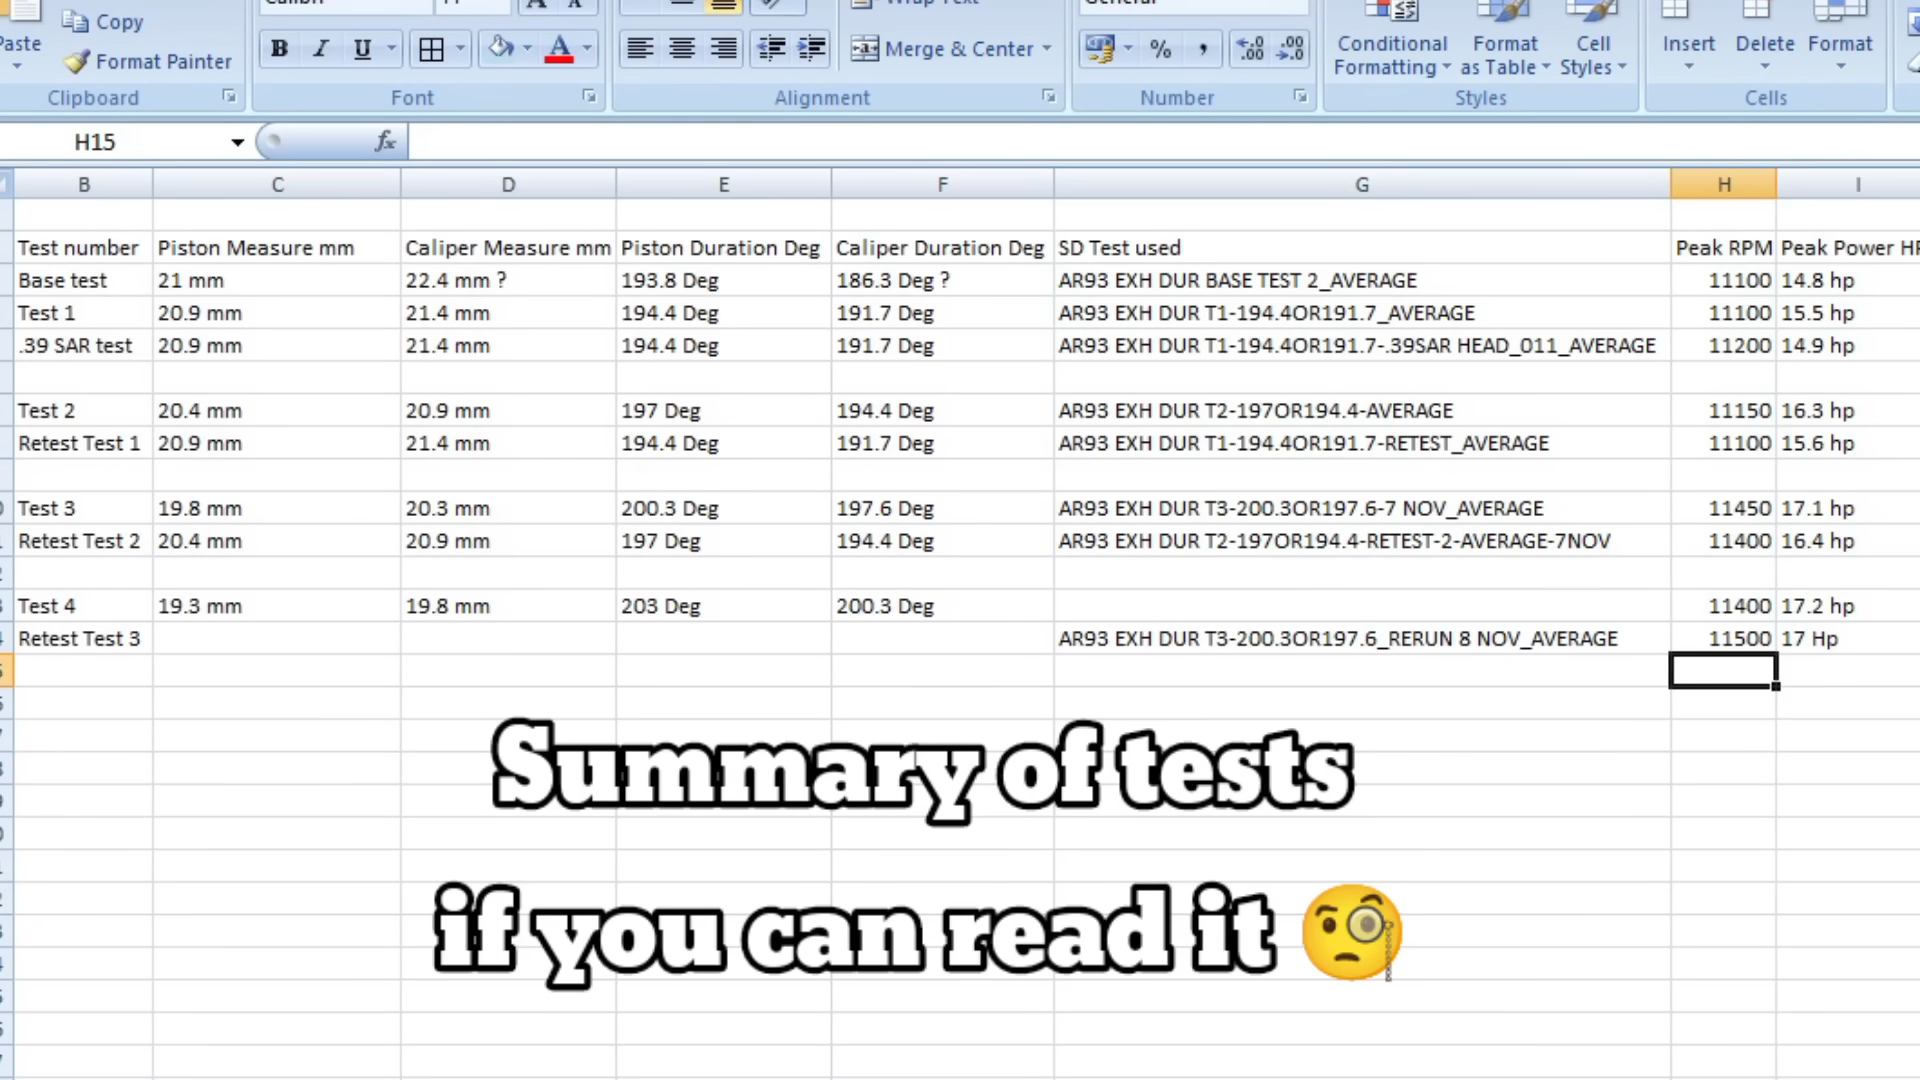 Copy
Paste
Format Painter
Clipboard
B I U A
Font
Merge & Center
Alignment
% ,
Number
Conditional Formatting
Format as Table
Cell Styles
Styles
Insert Delete Format
Cells
H15 fx
B C D E F G H I
Test number Piston Measure mm Caliper Measure mm Piston Duration Deg Caliper Duration Deg SD Test used Peak RPM Peak Power HP
Base test 21 mm 22.4 mm ? 193.8 Deg 186.3 Deg ? AR93 EXH DUR BASE TEST 2_AVERAGE 11100 14.8 hp
Test 1 20.9 mm 21.4 mm 194.4 Deg 191.7 Deg AR93 EXH DUR T1-194.4OR191.7_AVERAGE 11100 15.5 hp
.39 SAR test 20.9 mm 21.4 mm 194.4 Deg 191.7 Deg AR93 EXH DUR T1-194.4OR191.7-.39SAR HEAD_011_AVERAGE 11200 14.9 hp
Test 2 20.4 mm 20.9 mm 197 Deg 194.4 Deg AR93 EXH DUR T2-197OR194.4-AVERAGE 11150 16.3 hp
Retest Test 1 20.9 mm 21.4 mm 194.4 Deg 191.7 Deg AR93 EXH DUR T1-194.4OR191.7-RETEST_AVERAGE 11100 15.6 hp
Test 3 19.8 mm 20.3 mm 200.3 Deg 197.6 Deg AR93 EXH DUR T3-200.3OR197.6-7 NOV_AVERAGE 11450 17.1 hp
Retest Test 2 20.4 mm 20.9 mm 197 Deg 194.4 Deg AR93 EXH DUR T2-197OR194.4-RETEST-2-AVERAGE-7NOV 11400 16.4 hp
Test 4 19.3 mm 19.8 mm 203 Deg 200.3 Deg 11400 17.2 hp
Retest Test 3 AR93 EXH DUR T3-200.3OR197.6_RERUN 8 NOV_AVERAGE 11500 17 Hp
Summary of tests
if you can read it 🧐